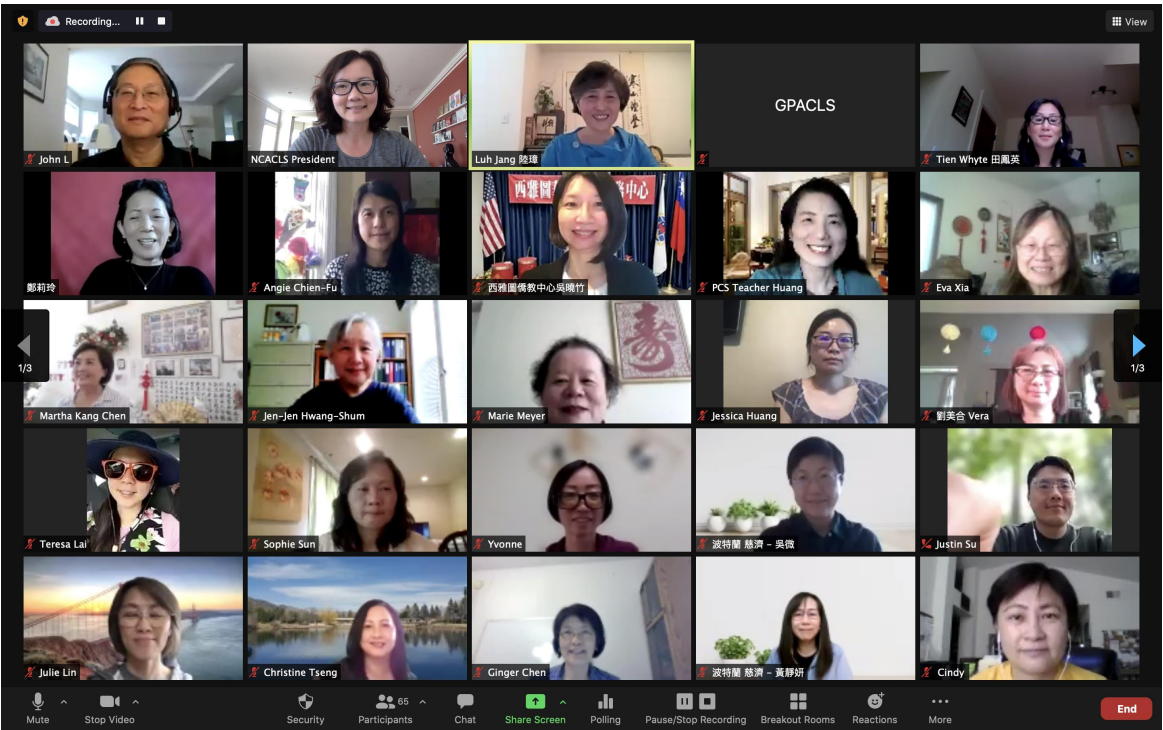 Recording...
View
John L
NCACLS President
Luh Jang 陸璋
GPACLS
Tien Whyte 田鳳英
鄭莉玲
Angie Chien-Fu
西雅圖僑教中心吳曉竹
PCS Teacher Huang
Eva Xia
1/3
1/3
壽
Martha Kang Chen
Jen-Jen Hwang-Shum
Marie Meyer
Jessica Huang
劉芙合 Vera
Teresa Lai
Sophie Sun
Yvonne
波特蘭 慈濟 – 吳微
Justin Su
Julie Lin
Christine Tseng
Ginger Chen
波特蘭 慈濟 – 黃靜妍
Cindy
65
Mute
Stop Video
Security
Participants
Chat
Share Screen
Polling
Pause/Stop Recording
Breakout Rooms
Reactions
More
End